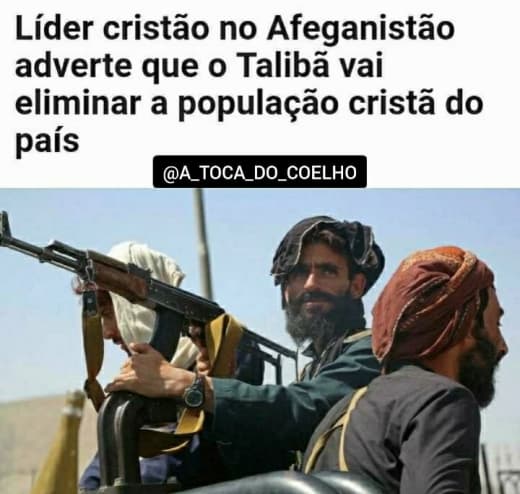 Líder cristão no Afeganistão
adverte que o Talibã vai
eliminar a população cristã do
país
@A_TOCA_DO_COELHO